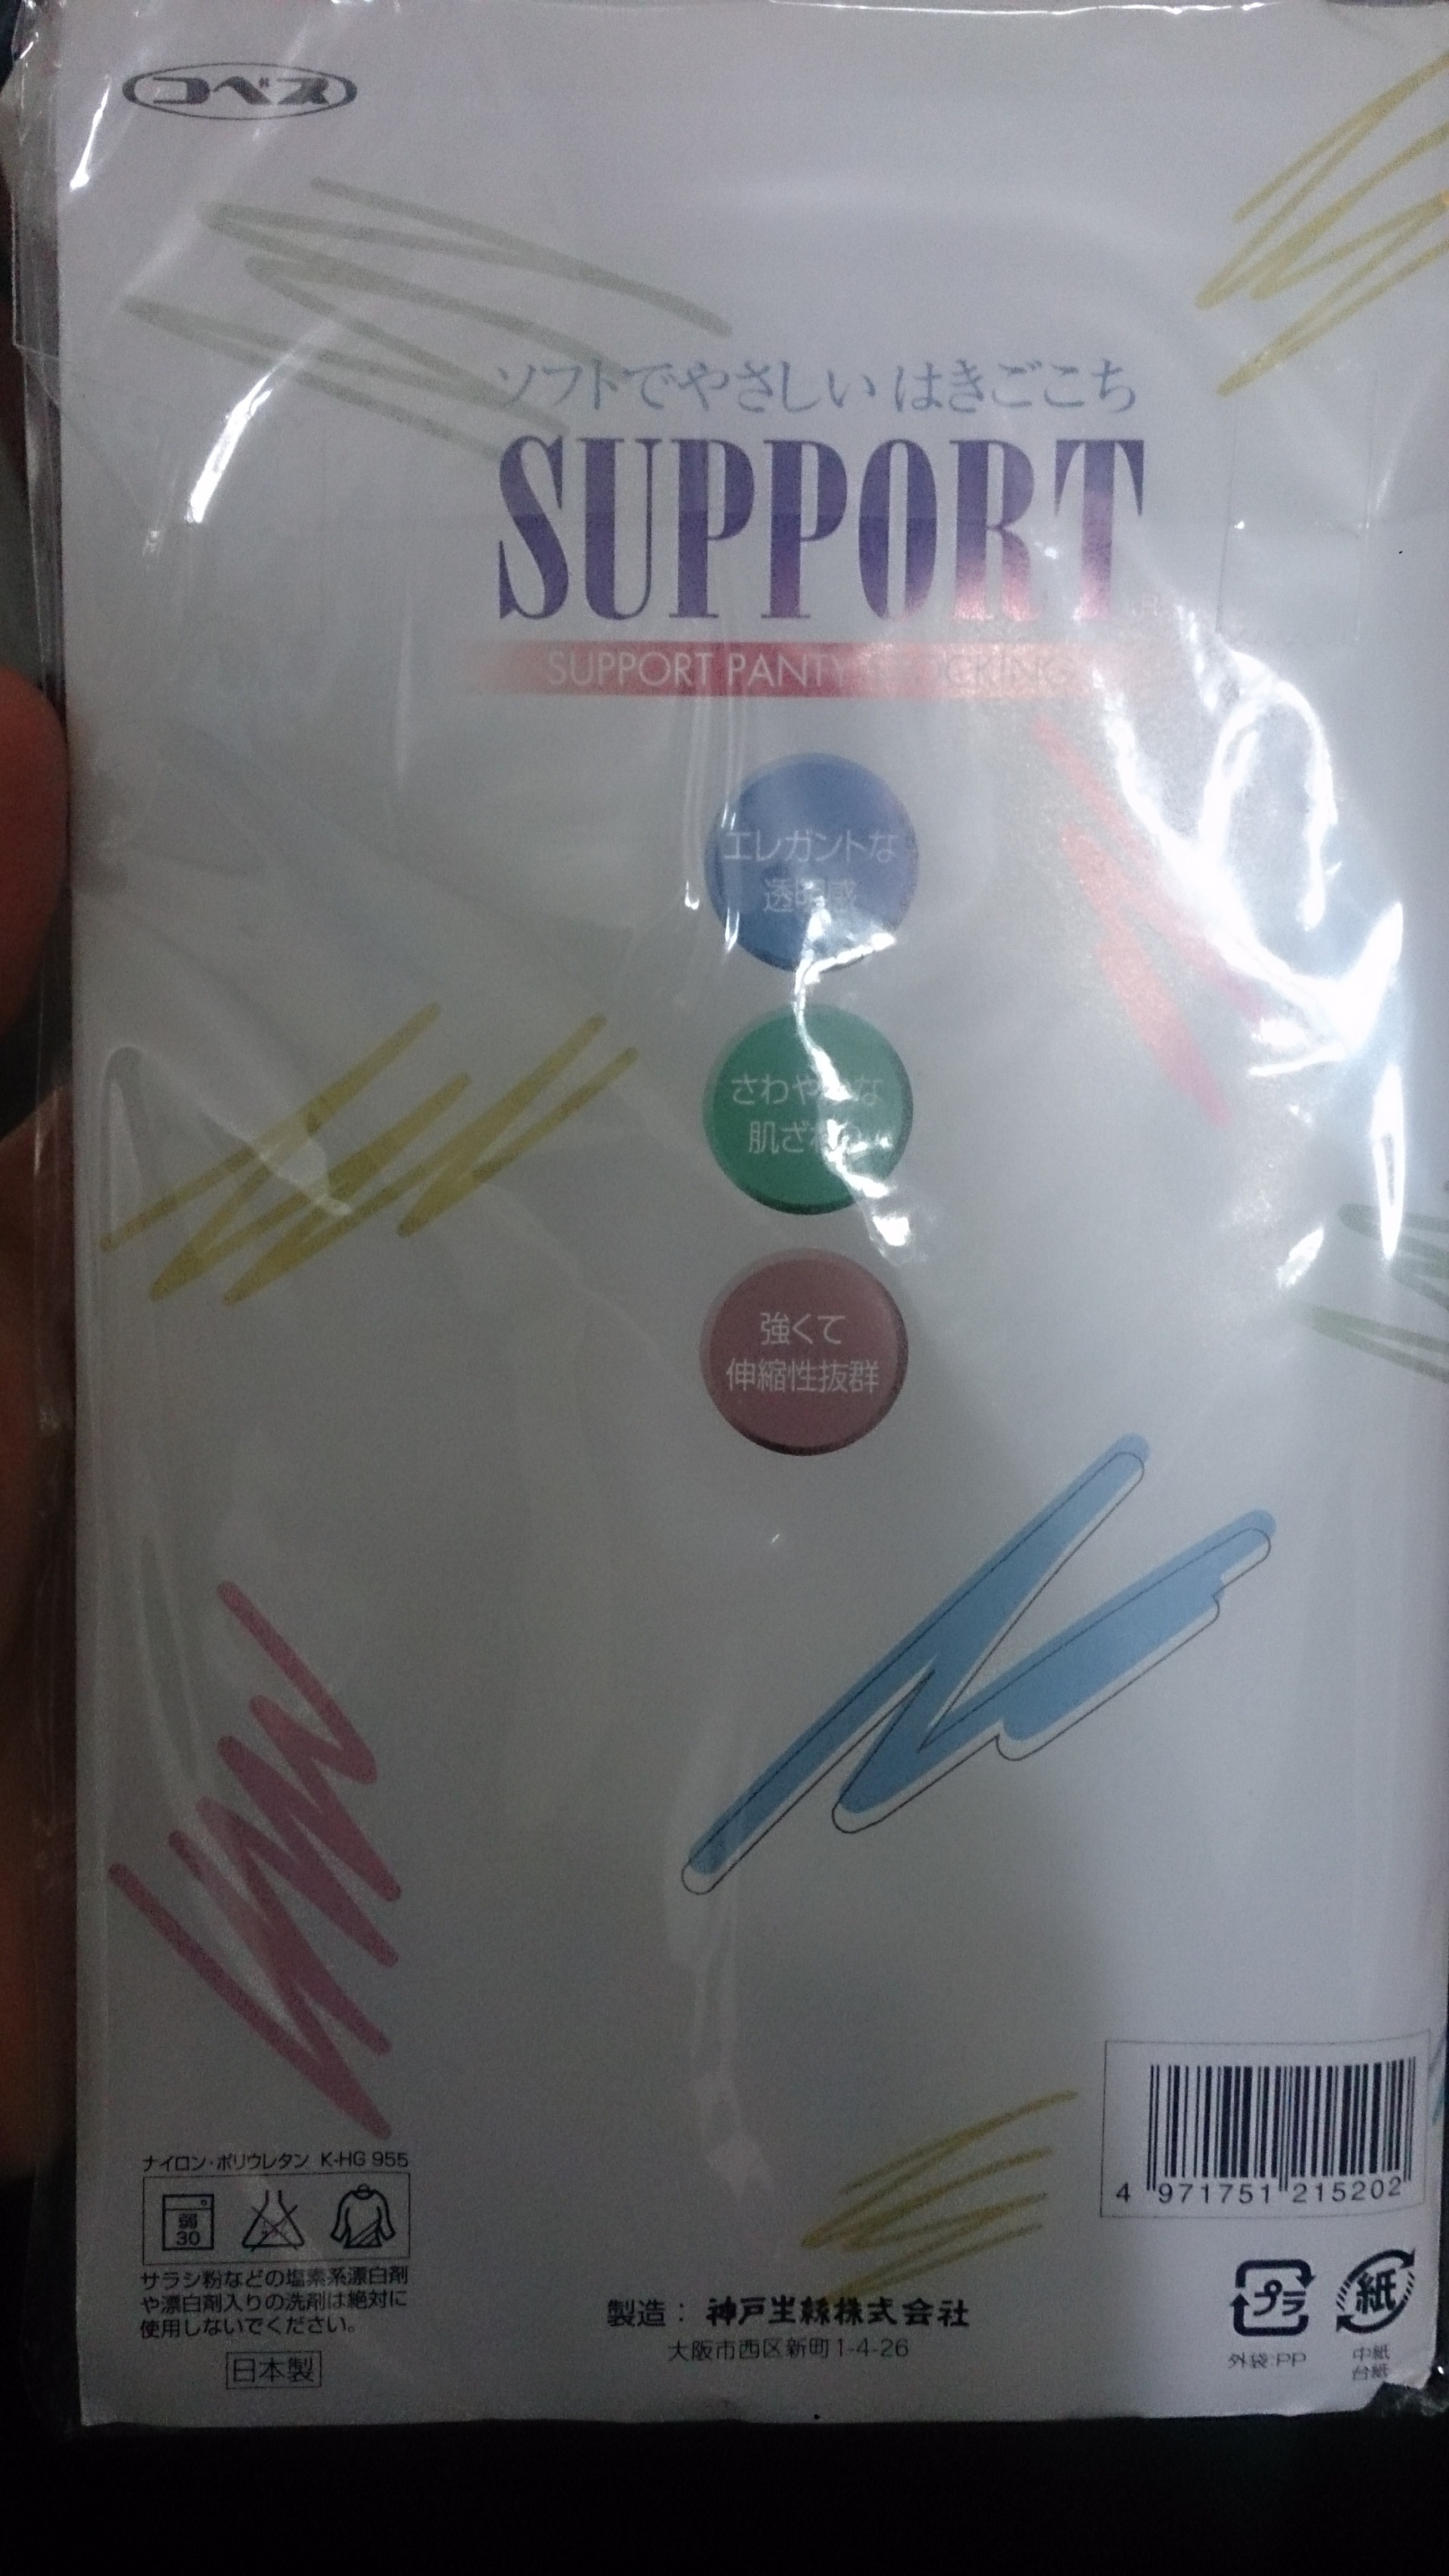 コベス
ソフトでやさしい はきごこち
SUPPORT
SUPPORT PANTY STOCKING
エレガントな
透明感
さわやかな
肌ざわり
強くて
伸縮性抜群
ナイロン・ポリウレタン K-HG 955
弱
30
サラシ粉などの塩素系漂白剤
や漂白剤入りの洗剤は絶対に
使用しないでください。
日本製
製造：神戸生絲株式会社
大阪市西区新町1-4-26
4 971751 215202
プラ
外袋:PP
紙
中紙
台紙